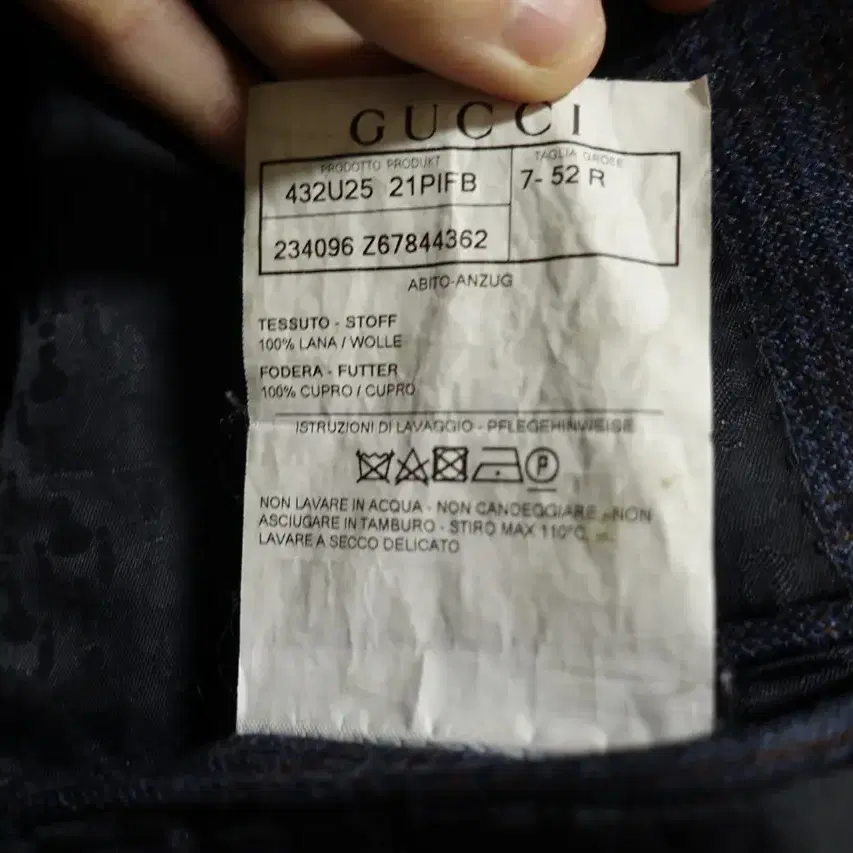 GUCCI
PRODOTTO PRODUKT
TAGLIA GRÖßE
432U25 21PIFB
7- 52 R
234096 Z67844362
ABITO-ANZUG
TESSUTO - STOFF
100% LANA / WOLLE
FODERA - FUTTER
100% CUPRO / CUPRO
ISTRUZIONI DI LAVAGGIO - PFLEGEHINWEISE
P
NON LAVARE IN ACQUA - NON CANDEGGIARE - NON
ASCIUGARE IN TAMBURO - STIRO MAX 110°C -
LAVARE A SECCO DELICATO